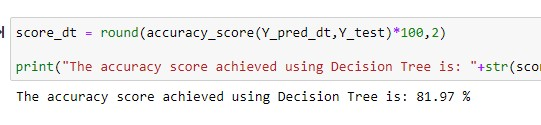 score_dt = round(accuracy_score(Y_pred_dt,Y_test)*100,2)
print("The accuracy score achieved using Decision Tree is: "+str(sco
The accuracy score achieved using Decision Tree is: 81.97 %